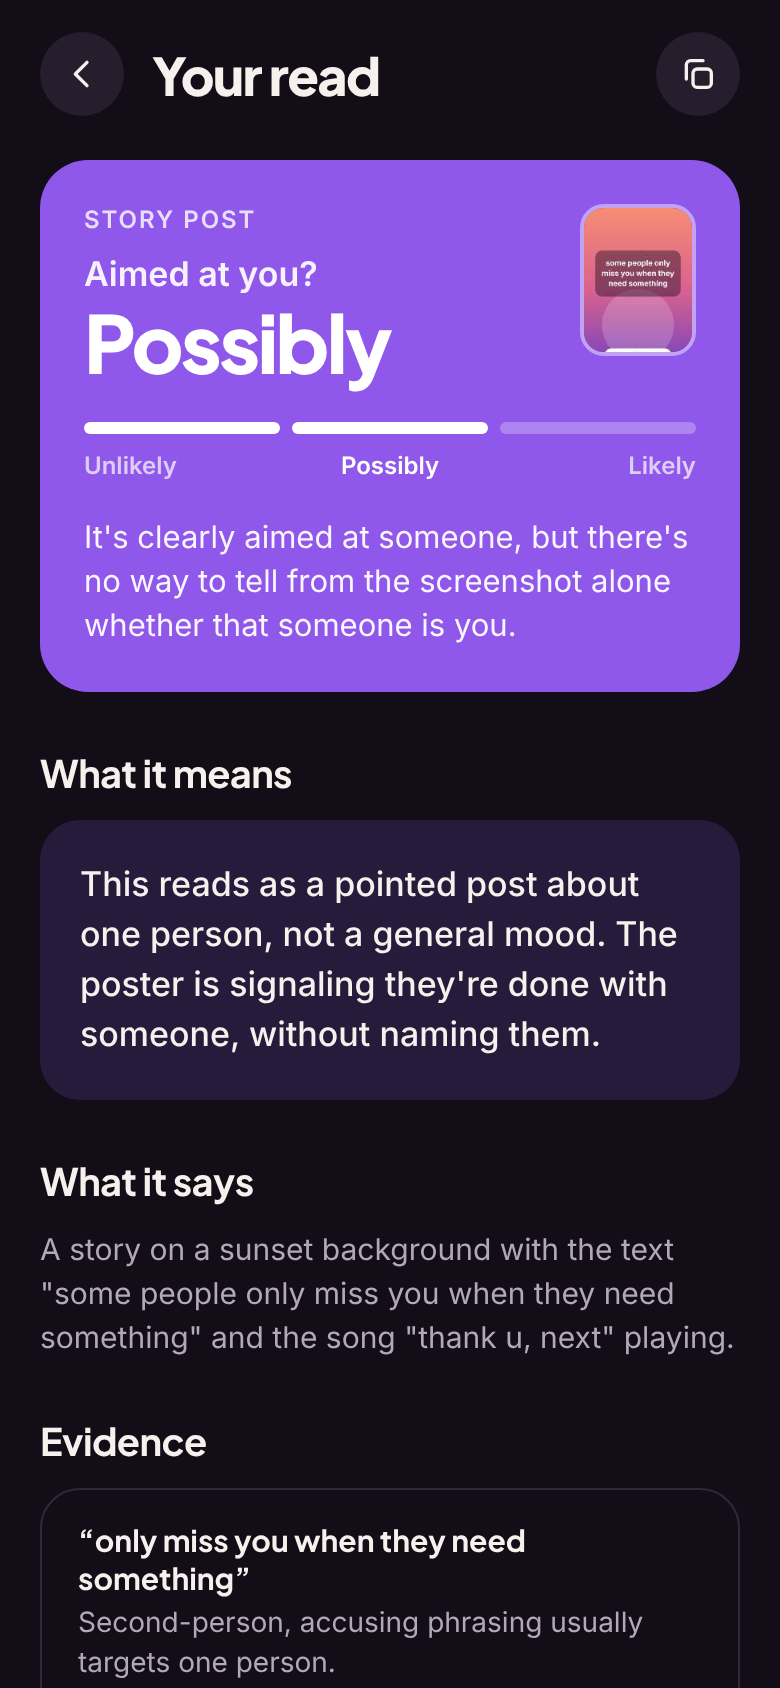 Your read
STORY POST
Aimed at you?
Possibly
some people only
miss you when they
need something
Unlikely
Possibly
Likely
It's clearly aimed at someone, but there's
no way to tell from the screenshot alone
whether that someone is you.
What it means
This reads as a pointed post about
one person, not a general mood. The
poster is signaling they're done with
someone, without naming them.
What it says
A story on a sunset background with the text
"some people only miss you when they need
something" and the song "thank u, next" playing.
Evidence
“only miss you when they need
something”
Second-person, accusing phrasing usually
targets one person.